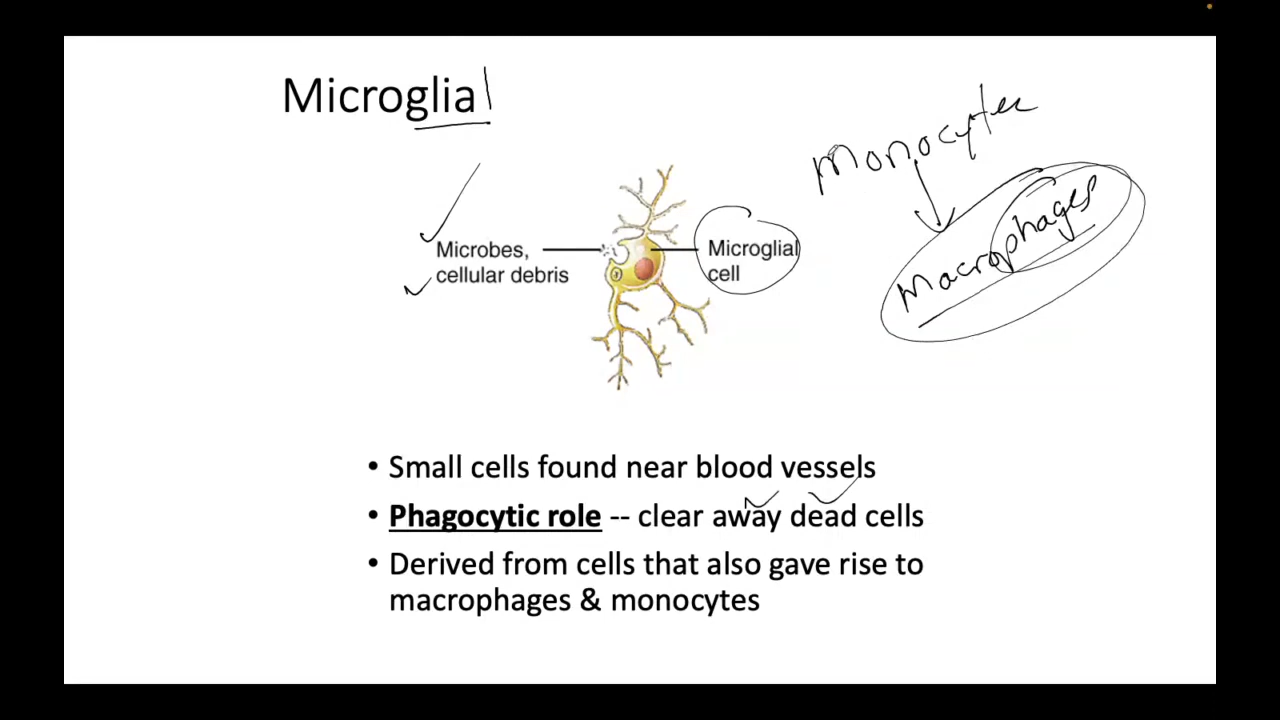 Microglia
Monocytes
Macrophages
Microbes,
cellular debris
Microglial
cell
• Small cells found near blood vessels
• Phagocytic role -- clear away dead cells
• Derived from cells that also gave rise to
macrophages & monocytes